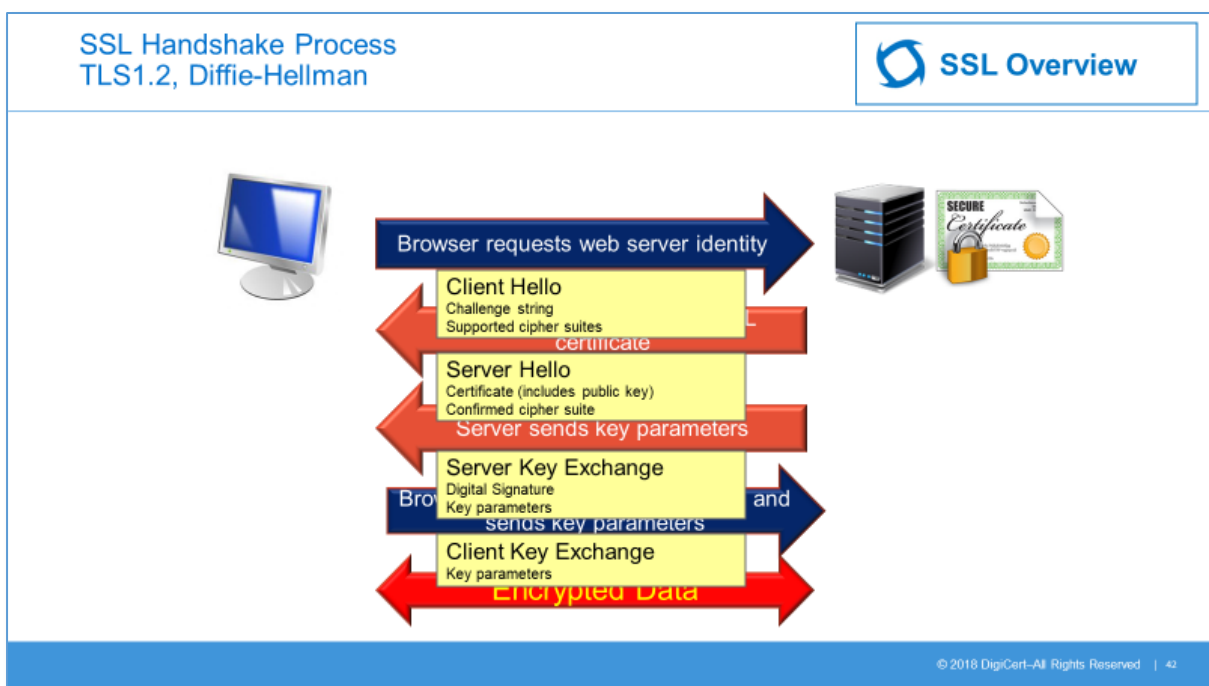 SSL Handshake Process
TLS1.2, Diffie-Hellman
SSL Overview
SECURE
Certificate
Browser requests web server identity
Client Hello
Challenge string
Supported cipher suites
certificate
Server Hello
Certificate (includes public key)
Confirmed cipher suite
Server sends key parameters
Server Key Exchange
Digital Signature
Key parameters
and
sends key parameters
Client Key Exchange
Key parameters
Encrypted Data
© 2018 DigiCert–All Rights Reserved | 42